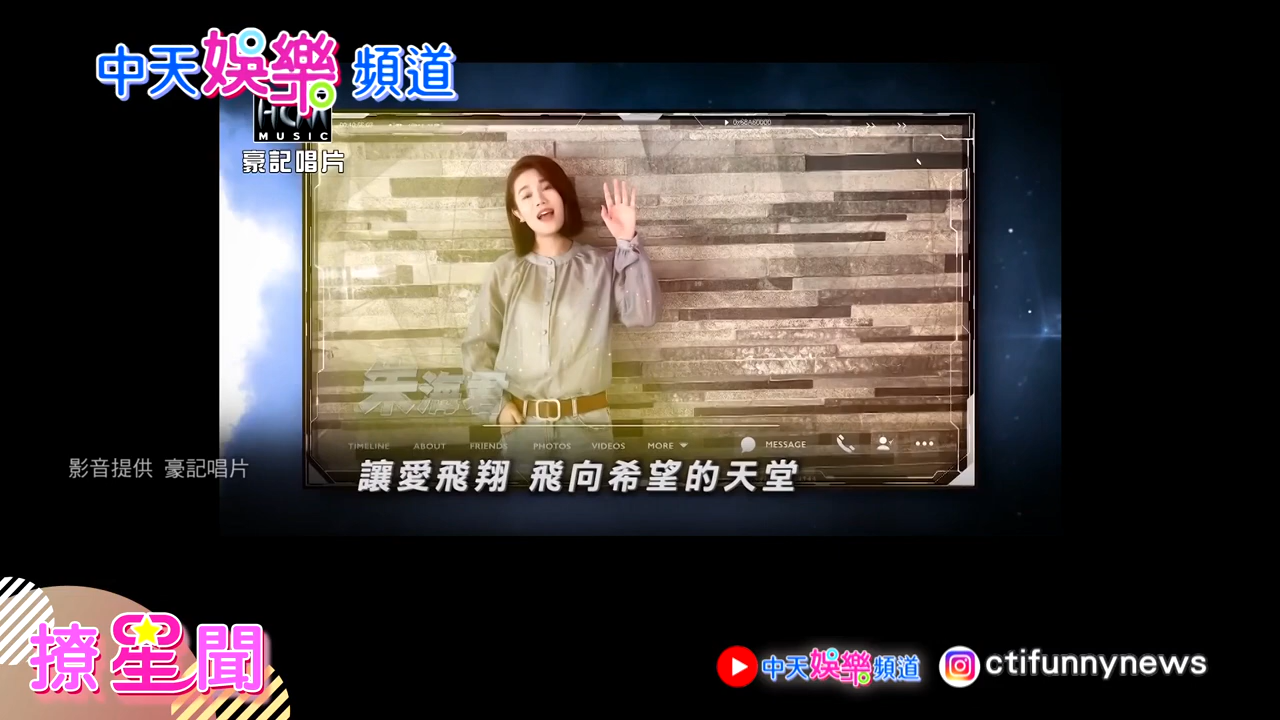 中天娛樂頻道
MUSIC
豪記唱片
朱海
TIMELINE ABOUT FRIENDS PHOTOS VIDEOS MORE MESSAGE
影音提供 豪記唱片
讓愛飛翔 飛向希望的天堂
撩星聞
中天娛樂頻道 ctifunnynews